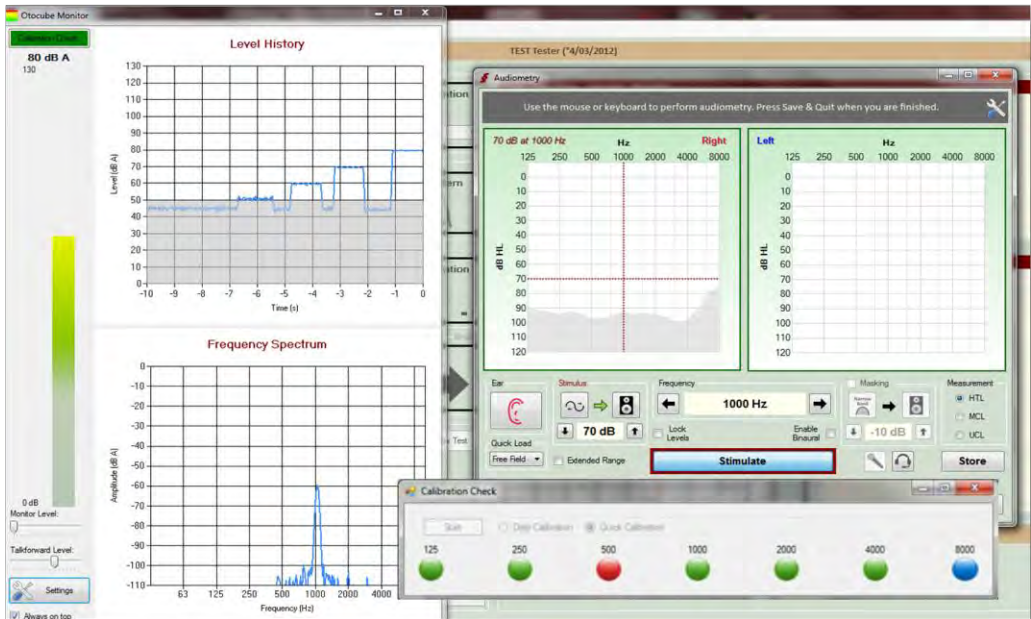 Otocube Monitor
80 dB A
130
0 dB
Monitor Level:
Talkforward Level:
Settings
Always on top
Level History
130
120
110
100
90
80
70
60
50
40
30
20
10
0
Level (dB A)
-10 -9 -8 -7 -6 -5 -4 -3 -2 -1 0
Time (s)
Frequency Spectrum
0
-10
-20
-30
-40
-50
-60
-70
-80
-90
-100
-110
Amplitude (dB A)
63 125 250 500 1000 2000 4000
Frequency (Hz)
TEST Tester (*4/03/2012)
Audiometry
Use the mouse or keyboard to perform audiometry. Press Save & Quit when you are finished.
70 dB at 1000 Hz Hz Right
125 250 500 1000 2000 4000 8000
0
10
20
30
40
50
60
70
80
90
100
110
120
dB HL
Left Hz
125 250 500 1000 2000 4000 8000
0
10
20
30
40
50
60
70
80
90
100
110
120
dB HL
Ear
Quick Load
Free Field
Stimulus
70 dB
Extended Range
Frequency
1000 Hz
Lock
Levels
Enable
Binaural
Stimulate
Masking
-10 dB
Measurement
HTL
MCL
UCL
Store
Calibration Check
Start Deep Calibration Quick Calibration
125 250 500 1000 2000 4000 8000